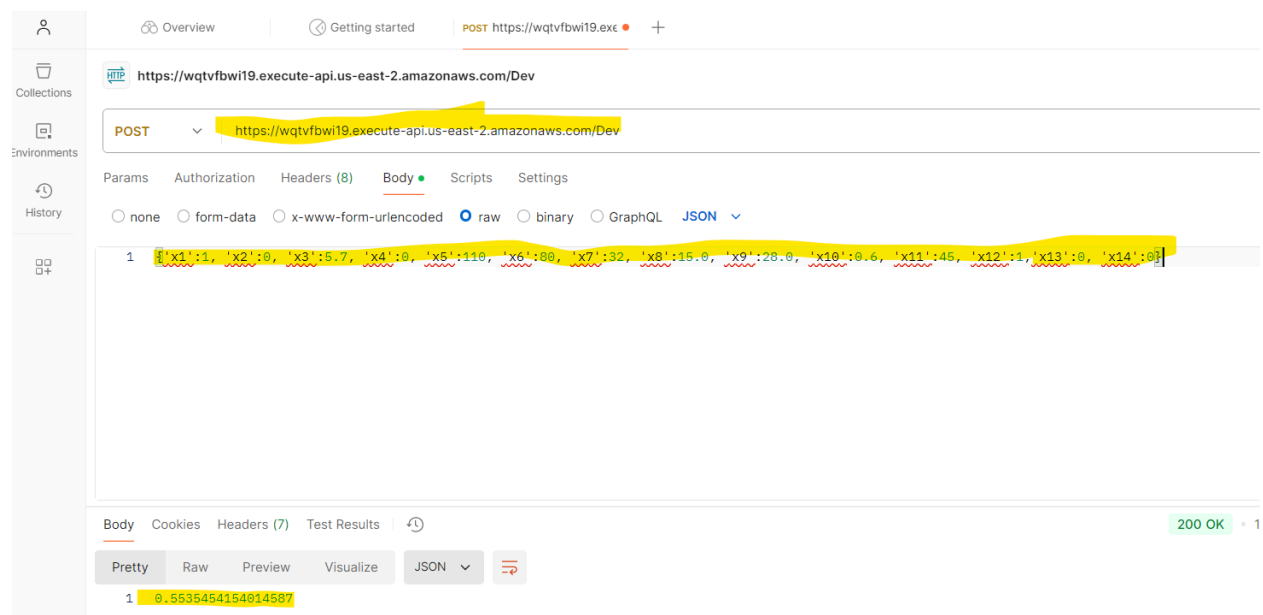 Overview Getting started POST https://wqtvfbwi19.exe
Collections
HTTP https://wqtvfbwi19.execute-api.us-east-2.amazonaws.com/Dev
POST https://wqtvfbwi19.execute-api.us-east-2.amazonaws.com/Dev
Environments
Params Authorization Headers (8) Body Scripts Settings
History
none form-data x-www-form-urlencoded raw binary GraphQL JSON
1 {'x1':1, 'x2':0, 'x3':5.7, 'x4':0, 'x5':110, 'x6':80, 'x7':32, 'x8':15.0, 'x9':28.0, 'x10':0.6, 'x11':45, 'x12':1,'x13':0, 'x14':0}
Body Cookies Headers (7) Test Results 200 OK • 1
Pretty Raw Preview Visualize JSON
1 0.5535454154014587